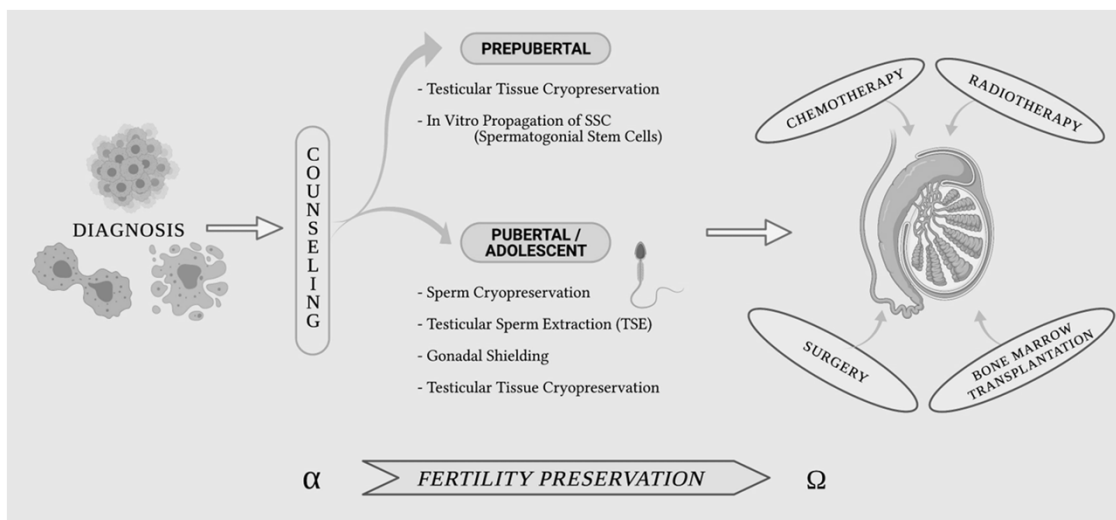 DIAGNOSIS
COUNSELING
PREPUBERTAL
- Testicular Tissue Cryopreservation
- In Vitro Propagation of SSC
(Spermatogonial Stem Cells)
PUBERTAL /
ADOLESCENT
- Sperm Cryopreservation
- Testicular Sperm Extraction (TSE)
- Gonadal Shielding
- Testicular Tissue Cryopreservation
CHEMOTHERAPY
RADIOTHERAPY
SURGERY
BONE MARROW
TRANSPLANTATION
α
FERTILITY PRESERVATION
Ω